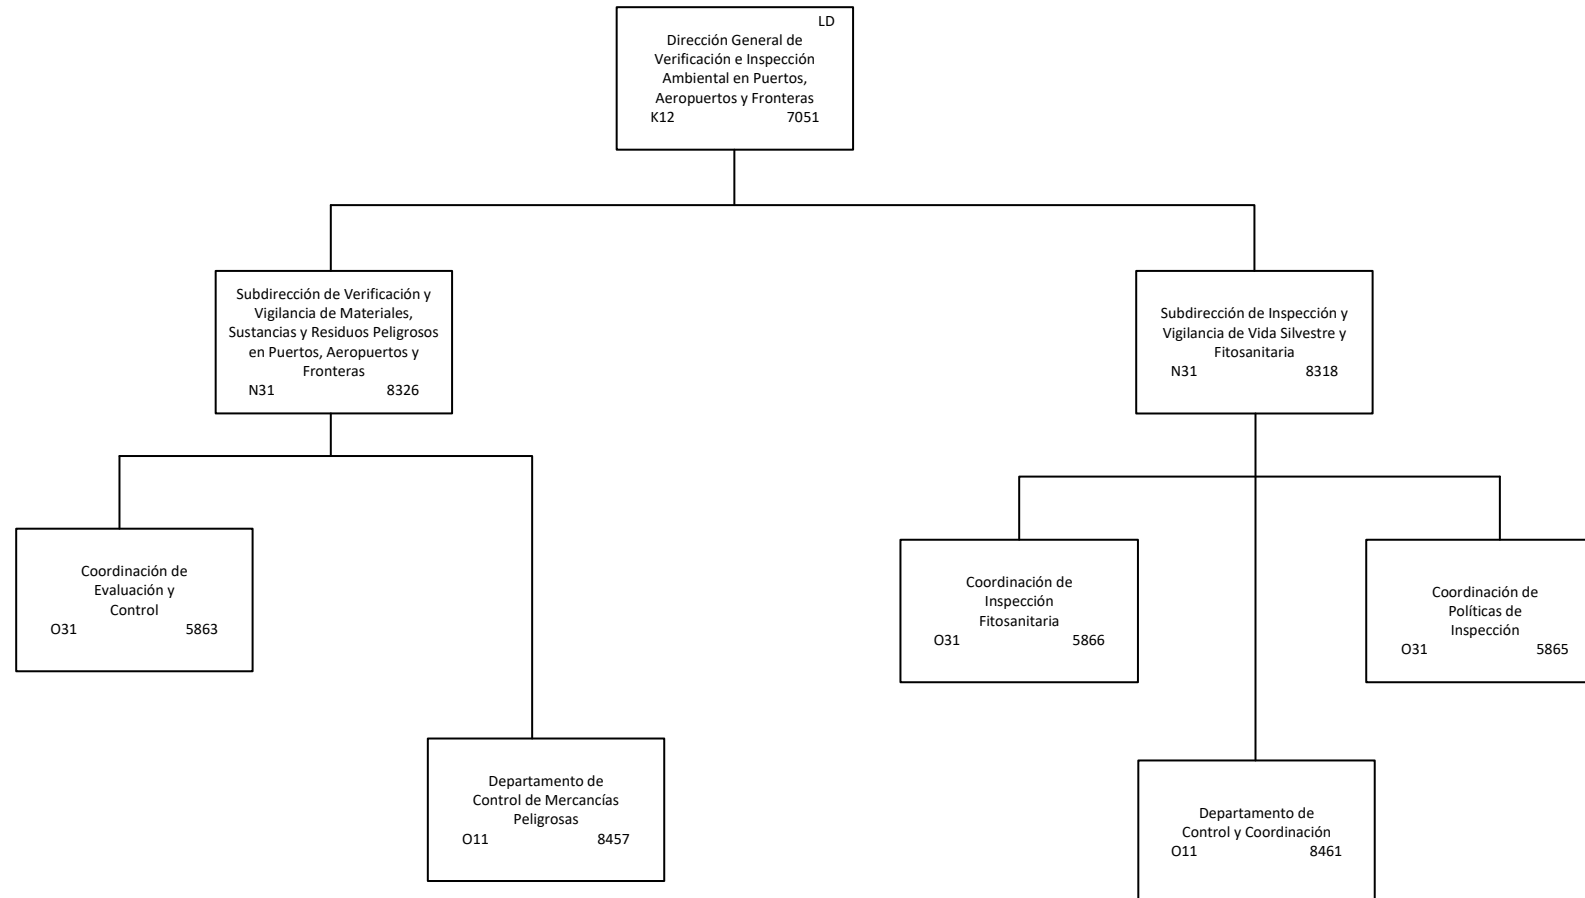 LD
Dirección General de
Verificación e Inspección
Ambiental en Puertos,
Aeropuertos y Fronteras
K12 7051
Subdirección de Verificación y
Vigilancia de Materiales,
Sustancias y Residuos Peligrosos
en Puertos, Aeropuertos y
Fronteras
N31 8326
Subdirección de Inspección y
Vigilancia de Vida Silvestre y
Fitosanitaria
N31 8318
Coordinación de
Evaluación y
Control
O31 5863
Coordinación de
Inspección
Fitosanitaria
O31 5866
Coordinación de
Políticas de
Inspección
O31 5865
Departamento de
Control de Mercancías
Peligrosas
O11 8457
Departamento de
Control y Coordinación
O11 8461